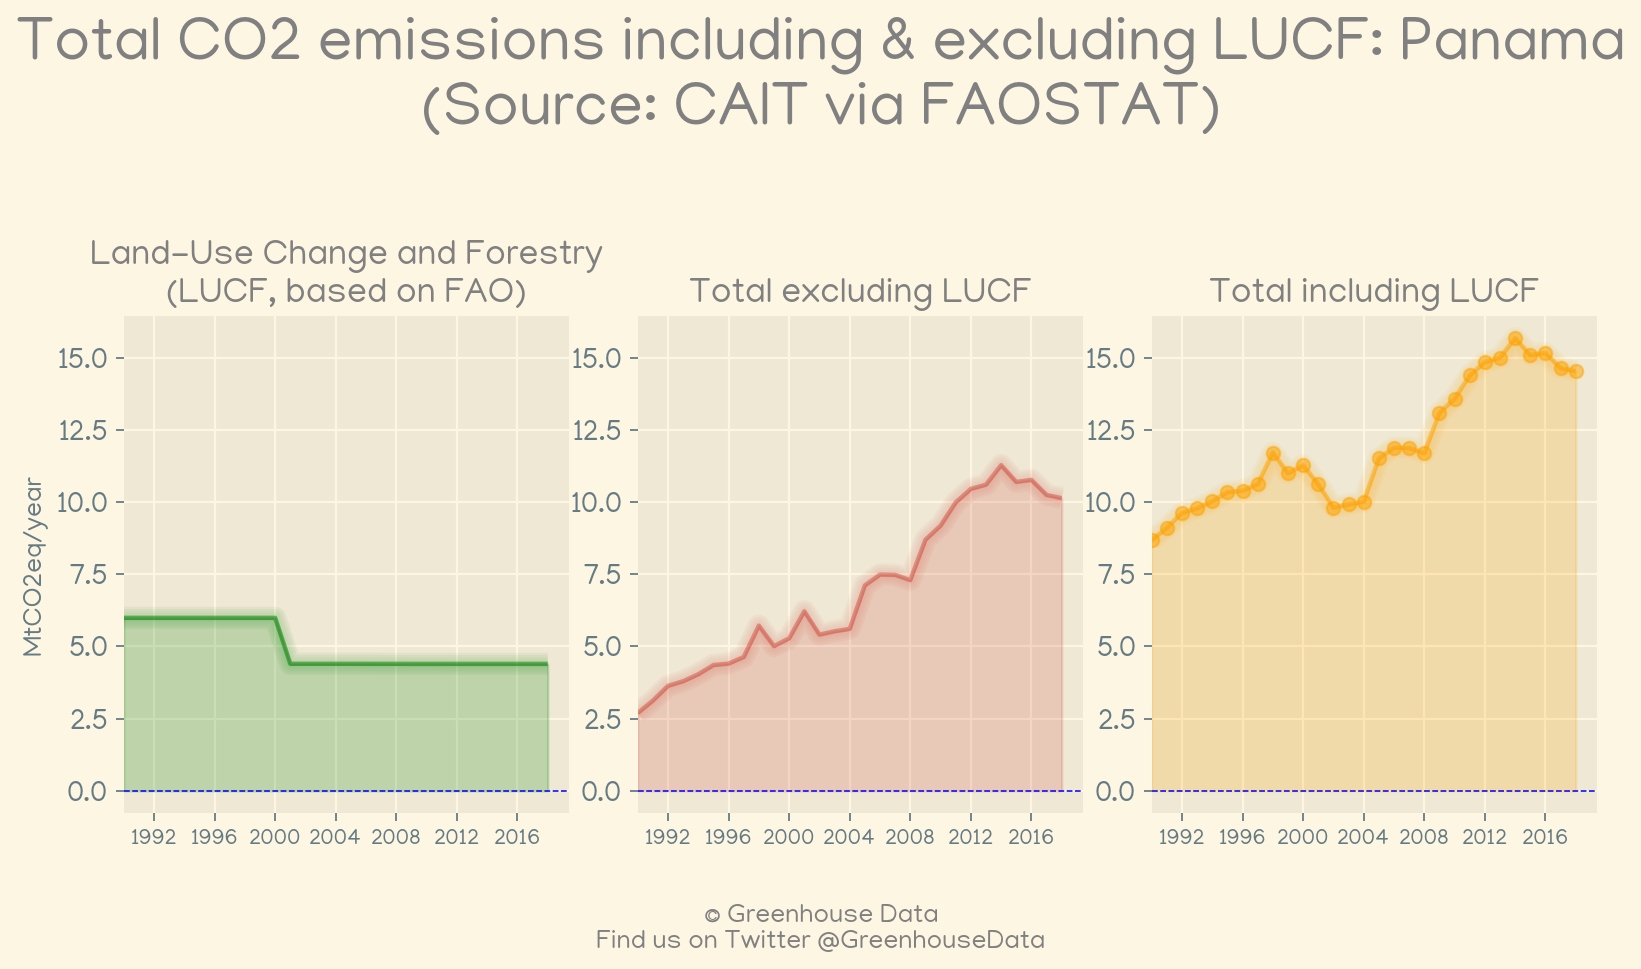 Total CO2 emissions including & excluding LUCF: Panama
(Source: CAIT via FAOSTAT)
Land-Use Change and Forestry
(LUCF, based on FAO)
Total excluding LUCF
Total including LUCF
MtCO2eq/year
15.0
12.5
10.0
7.5
5.0
2.5
0.0
1992 1996 2000 2004 2008 2012 2016
15.0
12.5
10.0
7.5
5.0
2.5
0.0
1992 1996 2000 2004 2008 2012 2016
15.0
12.5
10.0
7.5
5.0
2.5
0.0
1992 1996 2000 2004 2008 2012 2016
© Greenhouse Data
Find us on Twitter @GreenhouseData